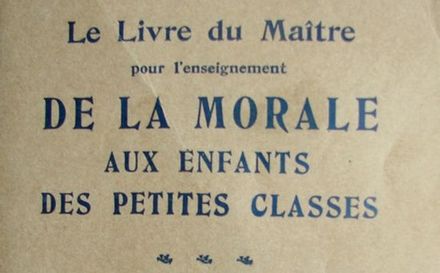 Le Livre du Maître
pour l'enseignement
DE LA MORALE
AUX ENFANTS
DES PETITES CLASSES